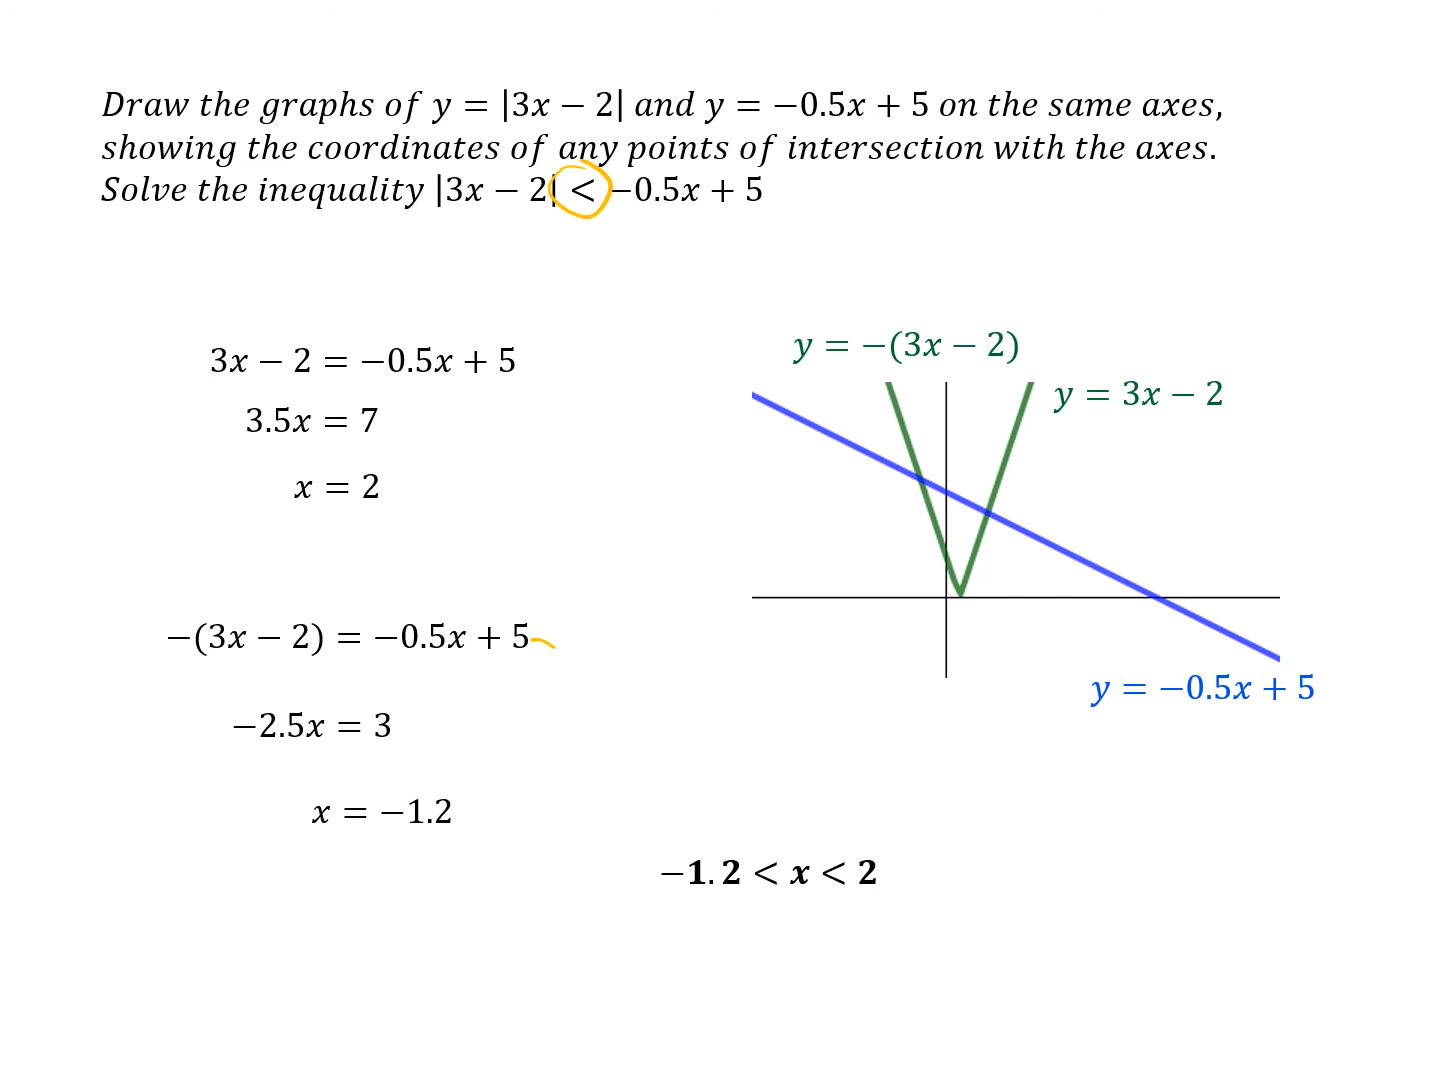 Draw the graphs of y = |3x − 2| and y = −0.5x + 5 on the same axes,
showing the coordinates of any points of intersection with the axes.
Solve the inequality |3x − 2| < −0.5x + 5
3x − 2 = −0.5x + 5
3.5x = 7
x = 2
−(3x − 2) = −0.5x + 5
−2.5x = 3
x = −1.2
y = −(3x − 2)
y = 3x − 2
y = −0.5x + 5
−1.2 < x < 2